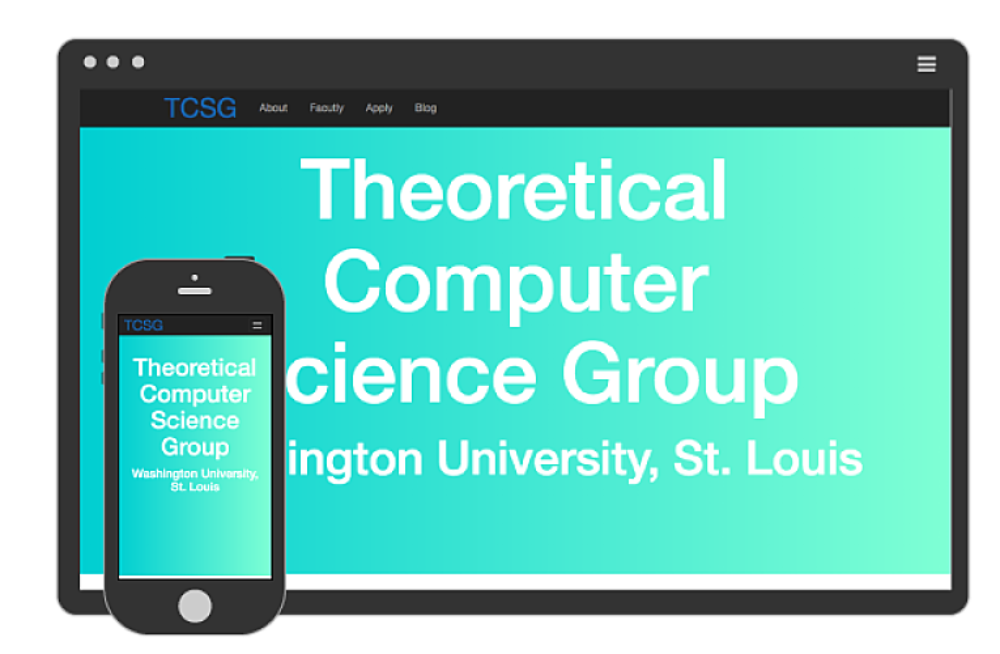 TCSG About Facutly Apply Blog
Theoretical
Computer
cience Group
ington University, St. Louis
TCSG
Theoretical
Computer
Science
Group
Washington University,
St. Louis